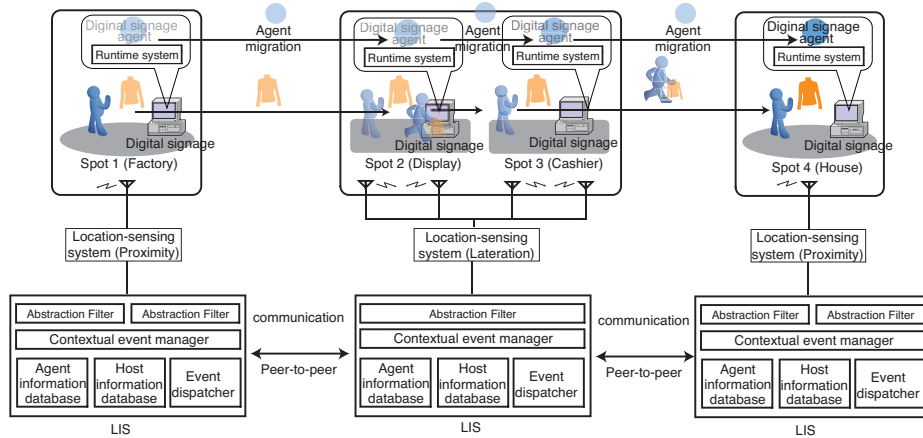 Diginal signage
agent
Runtime system
Digital signage
Spot 1 (Factory)
Agent
migration
Digital signage
agent
Runtime system
Digital signage
Spot 2 (Display)
Agent
migration
Digital signage
agent
Runtime system
Digital signage
Spot 3 (Cashier)
Agent
migration
Diginal signage
agent
Runtime system
Digital signage
Spot 4 (House)
Location-sensing
system (Proximity)
Location-sensing
system (Lateration)
Location-sensing
system (Proximity)
Abstraction Filter
Abstraction Filter
Contextual event manager
Agent
information
database
Host
information
database
Event
dispatcher
LIS
communication
Peer-to-peer
Abstraction Filter
Contextual event manager
Agent
information
database
Host
information
database
Event
dispatcher
LIS
communication
Peer-to-peer
Abstraction Filter
Abstraction Filter
Contextual event manager
Agent
information
database
Host
information
database
Event
dispatcher
LIS